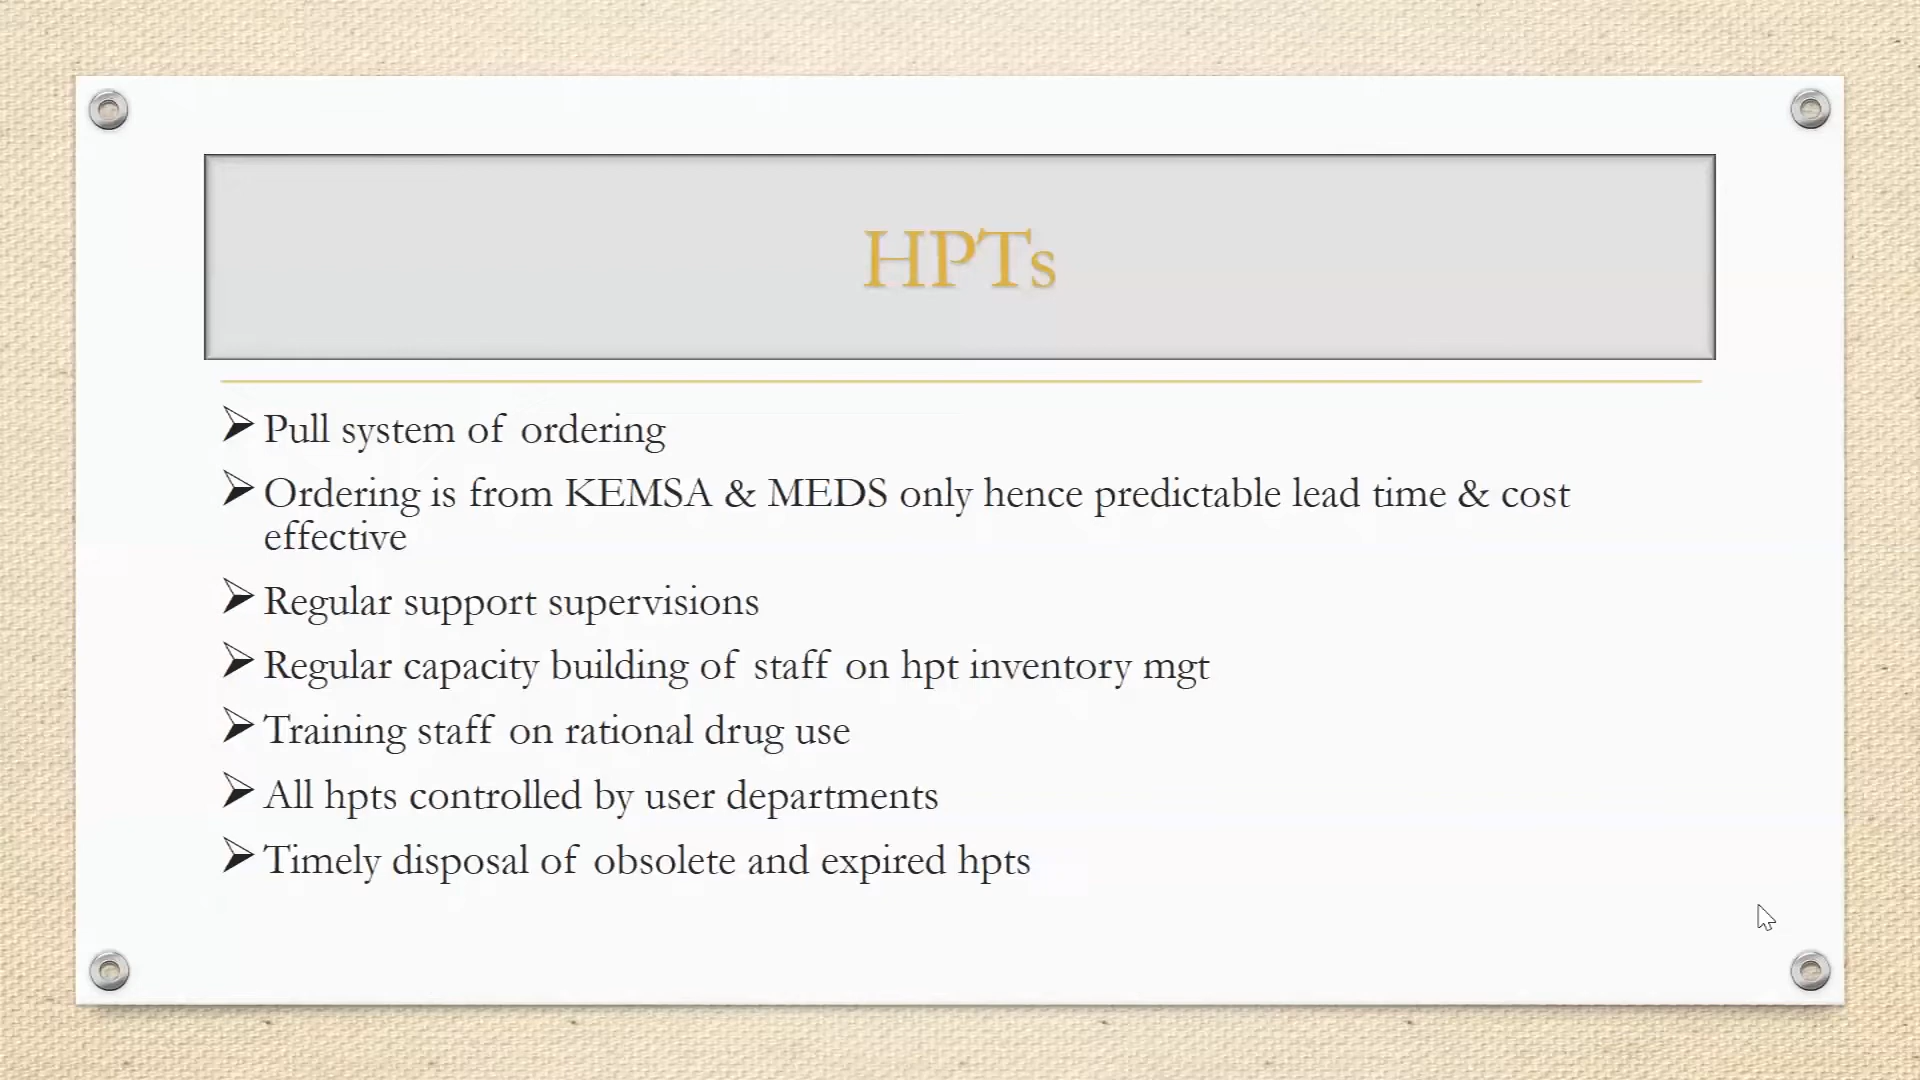 HPTs
Pull system of ordering
Ordering is from KEMSA & MEDS only hence predictable lead time & cost
effective
Regular support supervisions
Regular capacity building of staff on hpt inventory mgt
Training staff on rational drug use
All hpts controlled by user departments
Timely disposal of obsolete and expired hpts